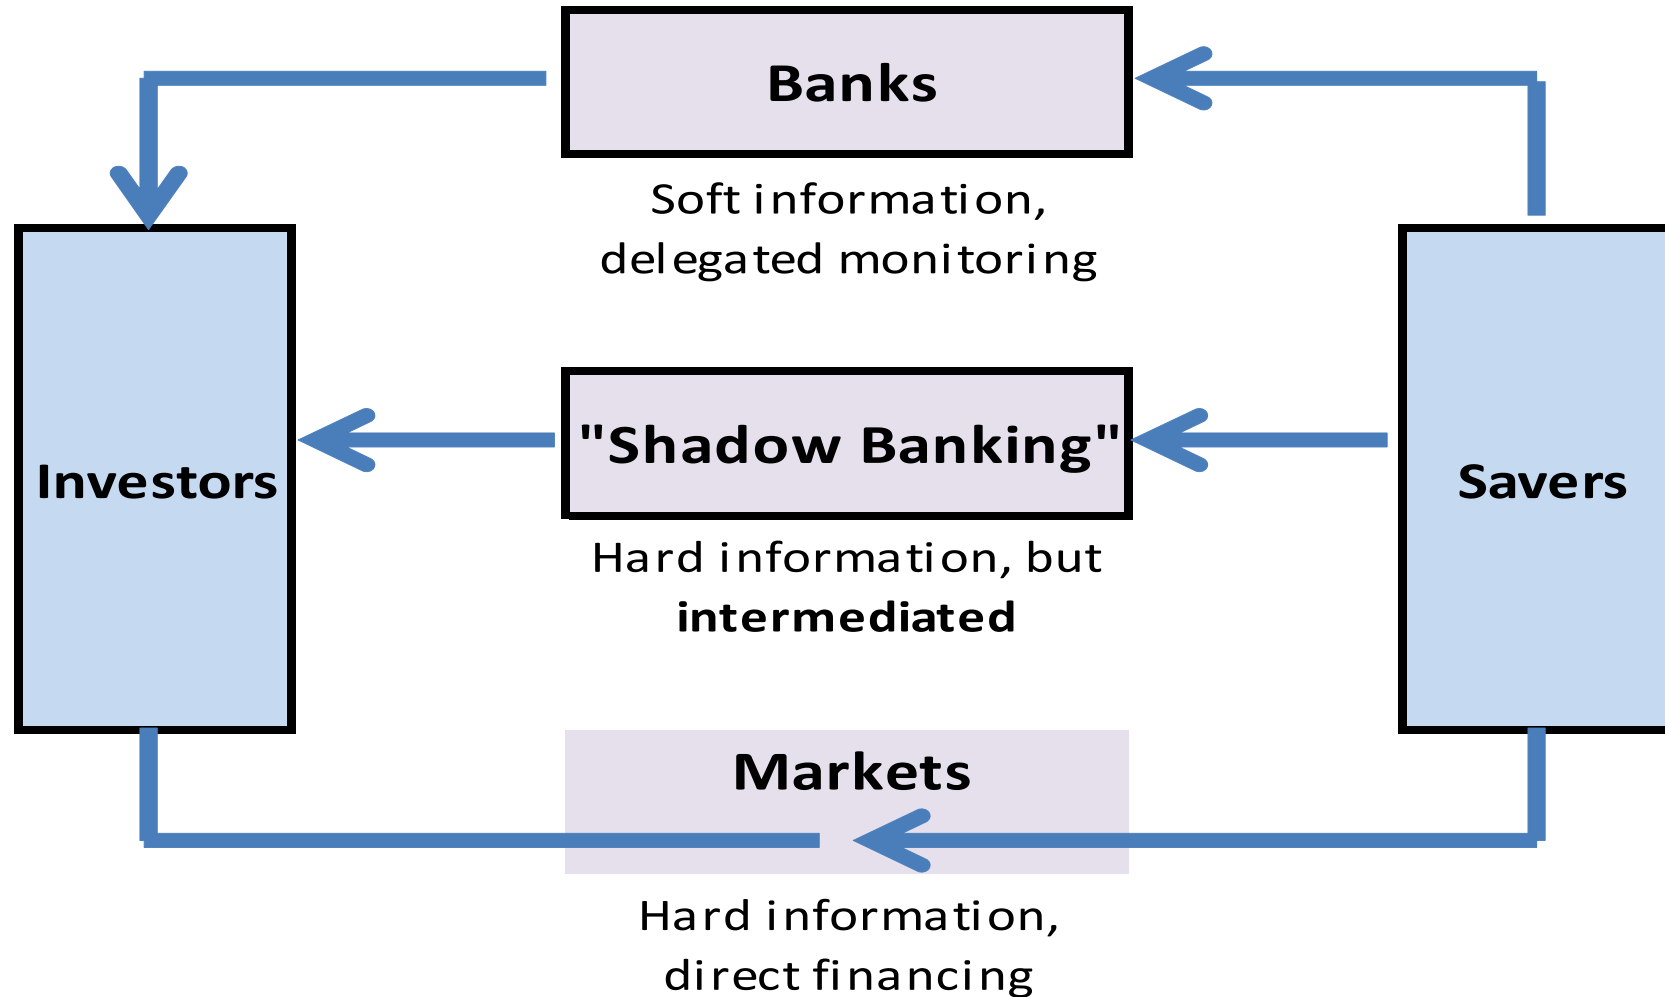 Banks
Soft information,
delegated monitoring
Investors
"Shadow Banking"
Savers
Hard information, but
intermediated
Markets
Hard information,
direct financing